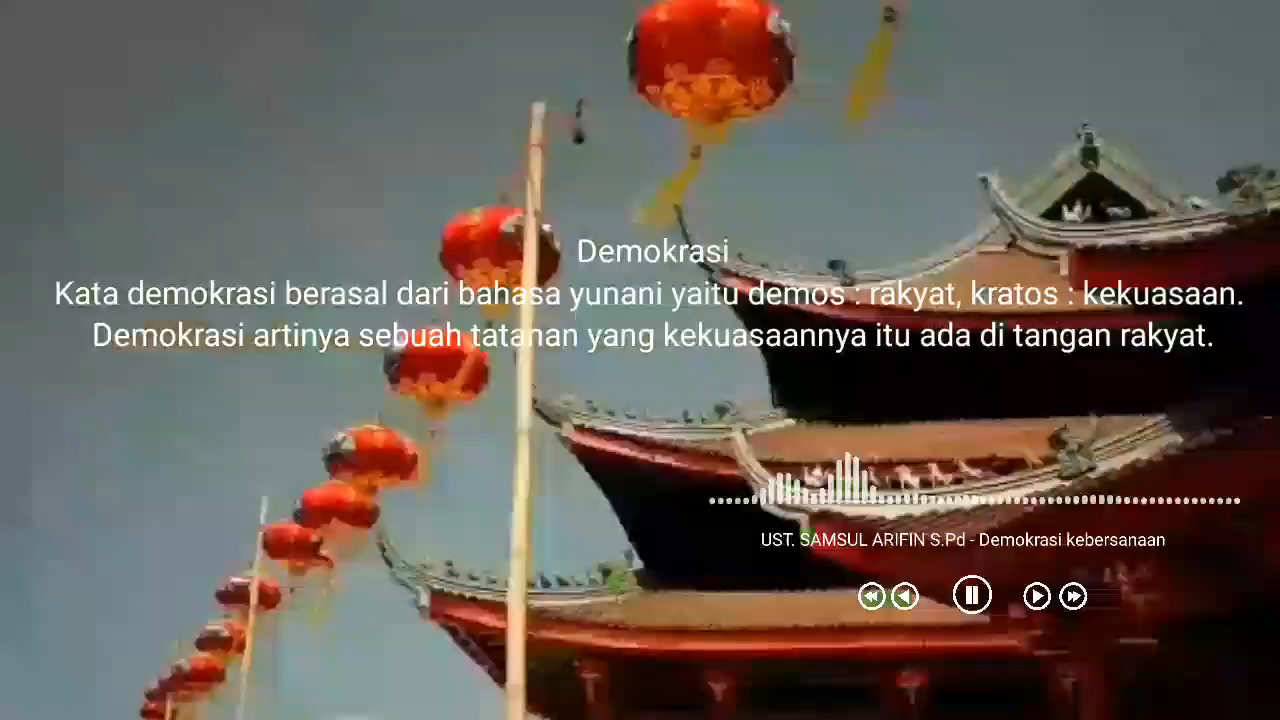 Demokrasi
Kata demokrasi berasal dari bahasa yunani yaitu demos : rakyat, kratos : kekuasaan.
Demokrasi artinya sebuah tatanan yang kekuasaannya itu ada di tangan rakyat.
UST. SAMSUL ARIFIN S.Pd - Demokrasi kebersanaan